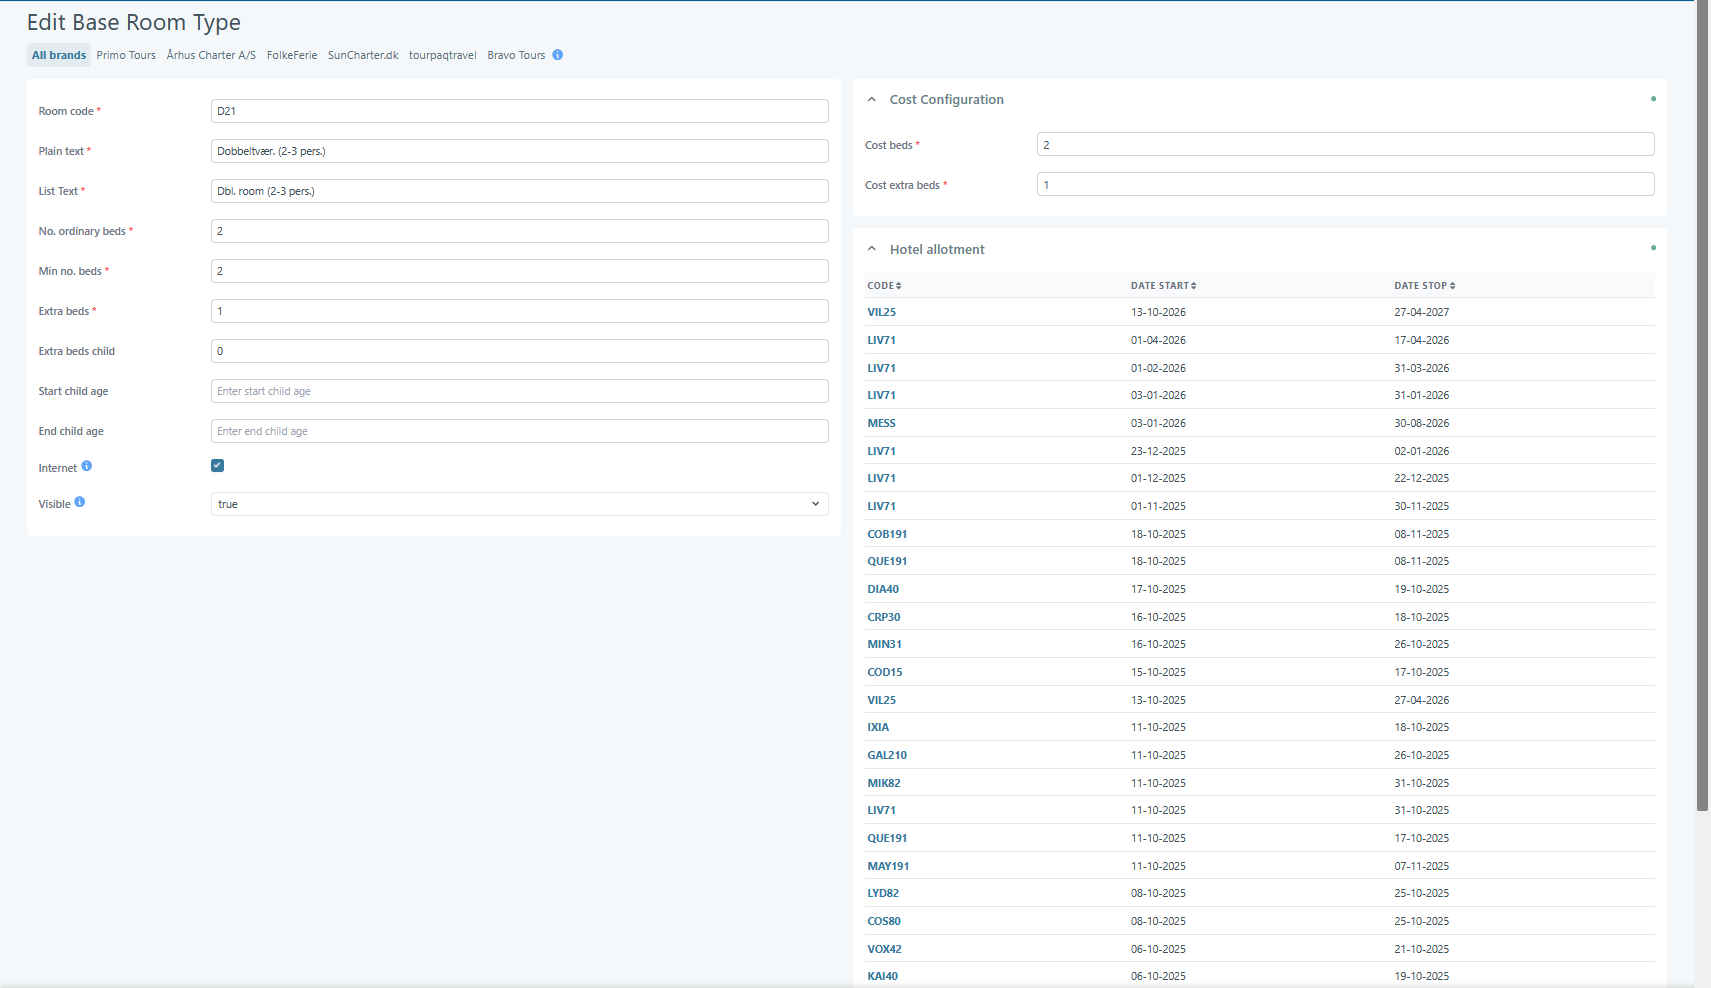 Edit Base Room Type
All brands Primo Tours Århus Charter A/S FolkeFerie SunCharter.dk tourpaqtravel Bravo Tours
Room code * D21
Plain text * Dobbeltvær. (2-3 pers.)
List Text * Dbl. room (2-3 pers.)
No. ordinary beds * 2
Min no. beds * 2
Extra beds * 1
Extra beds child 0
Start child age Enter start child age
End child age Enter end child age
Internet
Visible true
Cost Configuration
Cost beds * 2
Cost extra beds * 1
Hotel allotment
CODE DATE START DATE STOP
VIL25 13-10-2026 27-04-2027
LIV71 01-04-2026 17-04-2026
LIV71 01-02-2026 31-03-2026
LIV71 03-01-2026 31-01-2026
MESS 03-01-2026 30-08-2026
LIV71 23-12-2025 02-01-2026
LIV71 01-12-2025 22-12-2025
LIV71 01-11-2025 30-11-2025
COB191 18-10-2025 08-11-2025
QUE191 18-10-2025 08-11-2025
DIA40 17-10-2025 19-10-2025
CRP30 16-10-2025 18-10-2025
MIN31 16-10-2025 26-10-2025
COD15 15-10-2025 17-10-2025
VIL25 13-10-2025 27-04-2026
IXIA 11-10-2025 18-10-2025
GAL210 11-10-2025 26-10-2025
MIK82 11-10-2025 31-10-2025
LIV71 11-10-2025 31-10-2025
QUE191 11-10-2025 17-10-2025
MAY191 11-10-2025 07-11-2025
LYD82 08-10-2025 25-10-2025
COS80 08-10-2025 25-10-2025
VOX42 06-10-2025 21-10-2025
KAI40 06-10-2025 19-10-2025